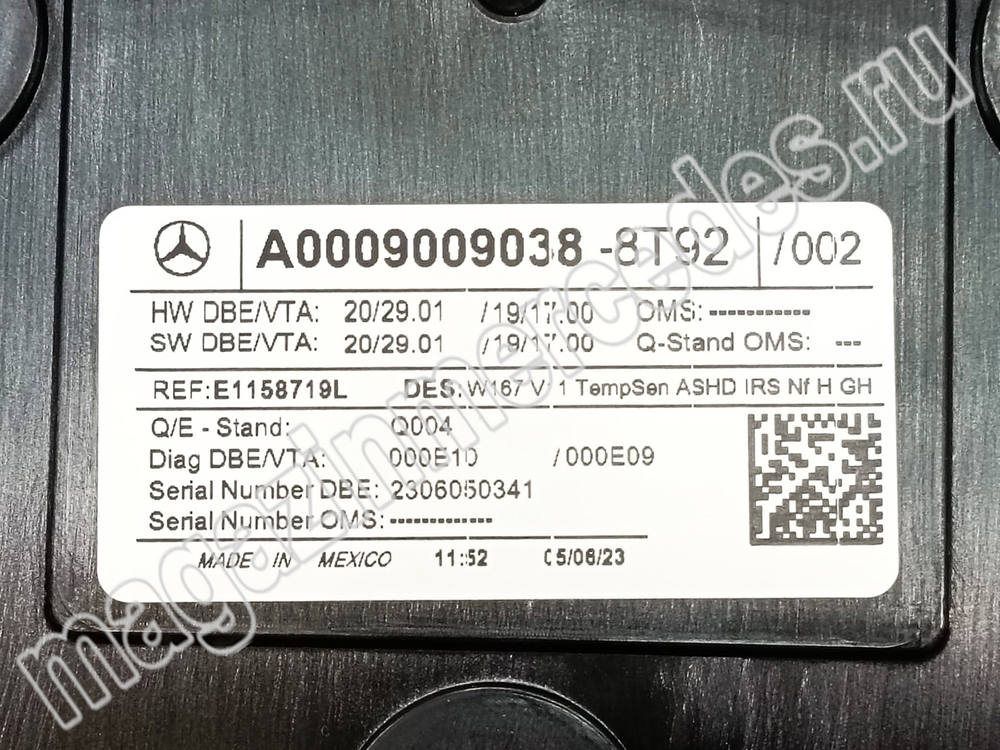 A0009009038 -8T92 /002
HW DBE/VTA: 20/29.01 /19/17.00 OMS: -----------
SW DBE/VTA: 20/29.01 /19/17.00 Q-Stand OMS: ---
REF:E1158719L DES: W167 V 1 TempSen ASHD IRS Nf H GH
Q/E - Stand: Q004
Diag DBE/VTA: 000E10 /000E09
Serial Number DBE: 2306050341
Serial Number OMS: ------------
MADE IN MEXICO 11:52 05/06/23
magazinmercedes.ru